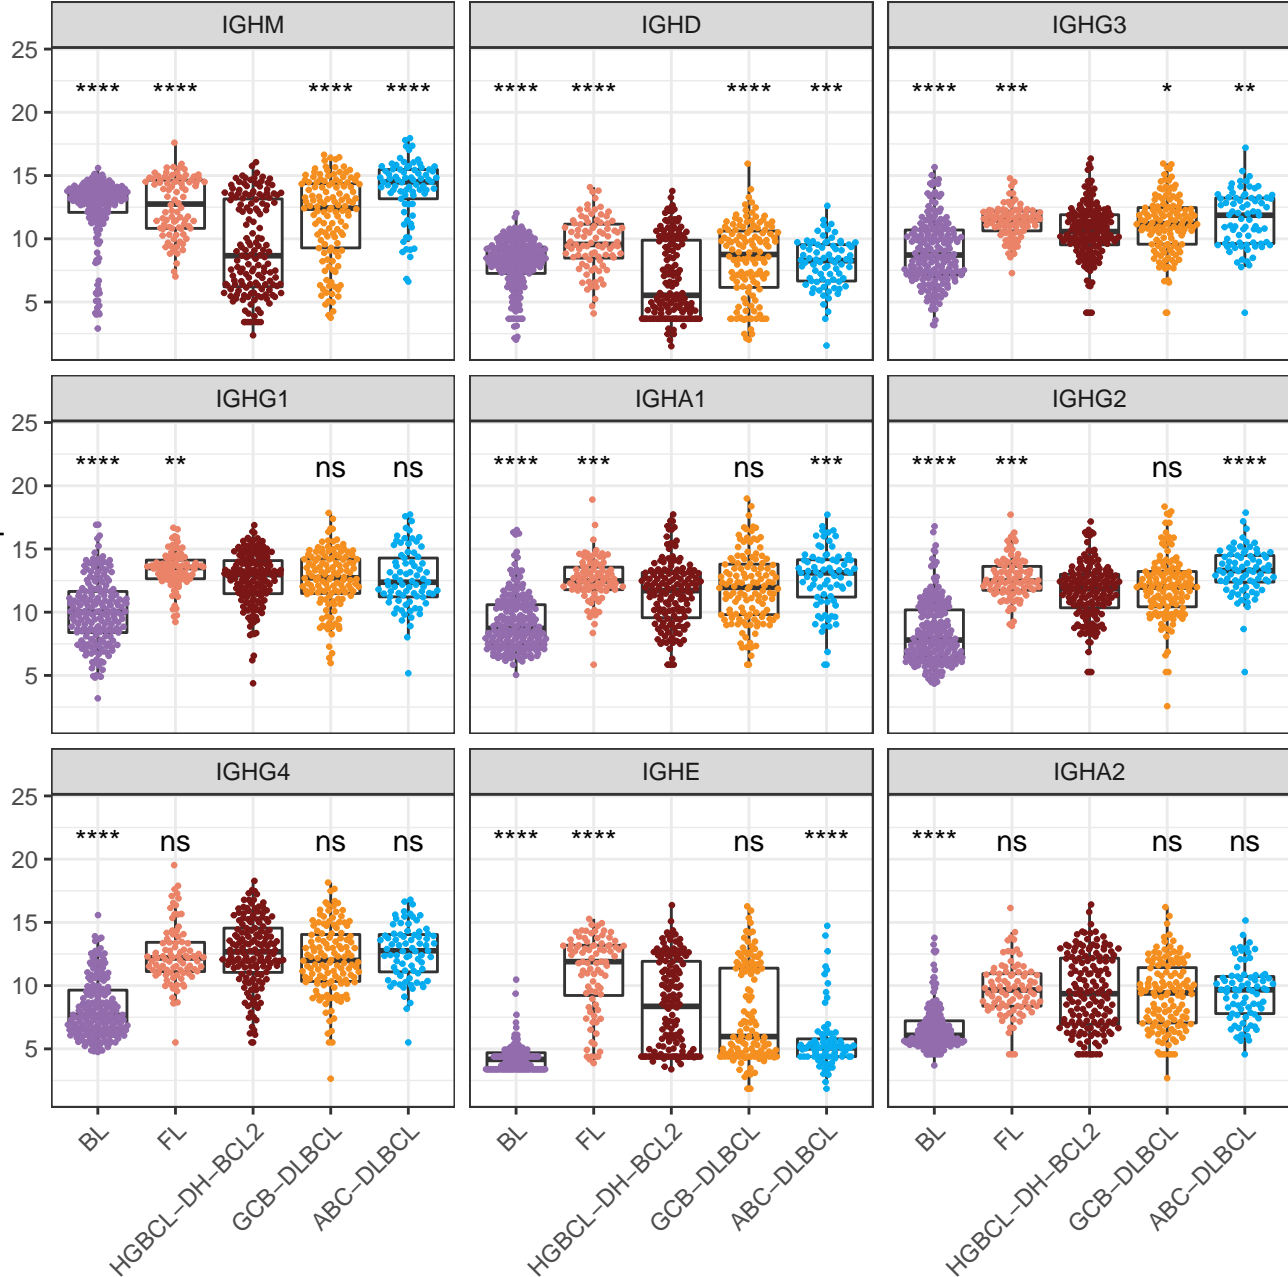 IGHM IGHD IGHG3
25
**** **** **** **** **** **** **** *** **** *** * **
20
15
10
5
IGHG1 IGHA1 IGHG2
25
**** ** ns ns **** *** ns *** **** *** ns ****
20
15
10
5
IGHG4 IGHE IGHA2
25
**** ns ns ns **** **** ns **** **** ns ns ns
20
15
10
5
BL FL HGBCL−DH−BCL2 GCB−DLBCL ABC−DLBCL BL FL HGBCL−DH−BCL2 GCB−DLBCL ABC−DLBCL BL FL HGBCL−DH−BCL2 GCB−DLBCL ABC−DLBCL